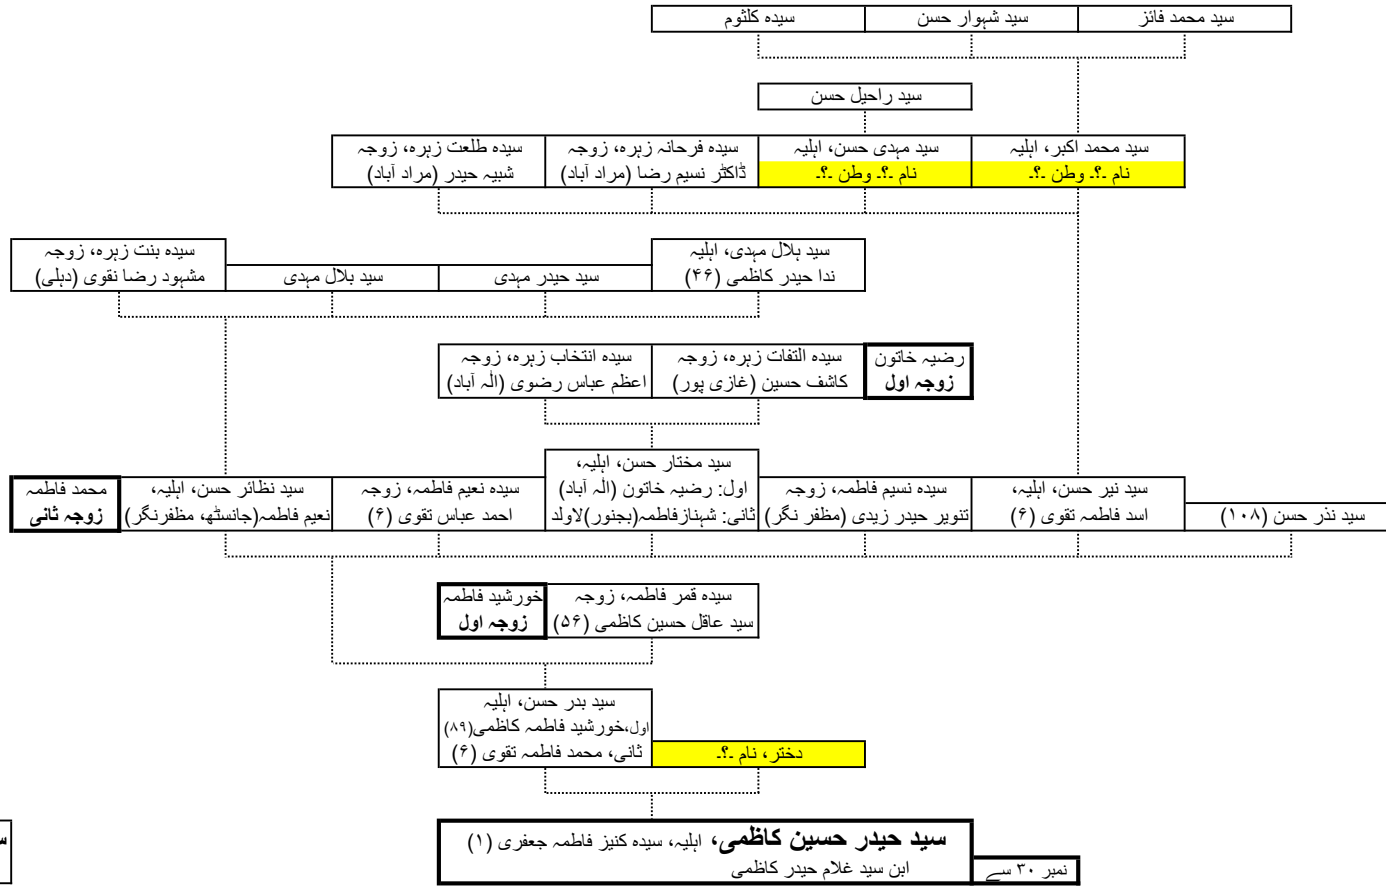 سید محمد فائز
سید شہوار حسن
سیدہ کلثوم
سید راحیل حسن
سید محمد اکبر، اہلیہ
نام ۔؟۔ وطن ۔؟۔
سید مہدی حسن، اہلیہ
نام ۔؟۔ وطن ۔؟۔
سیدہ فرحانہ زہرہ، زوجہ
ڈاکٹر نسیم رضا (مراد آباد)
سیدہ طلعت زہرہ، زوجہ
شبیہ حیدر (مراد آباد)
سید ہلال مہدی، اہلیہ
ندا حیدر کاظمی (۴۶)
سید حیدر مہدی
سید بلال مہدی
سیدہ بنت زہرہ، زوجہ
مشہود رضا نقوی (دہلی)
رضیہ خاتون
زوجہ اول
سیدہ التفات زہرہ، زوجہ
کاشف حسین (غازی پور)
سیدہ انتخاب زہرہ، زوجہ
اعظم عباس رضوی (الٰہ آباد)
سید نذر حسن (۱۰۸)
سید نیر حسن، اہلیہ،
اسد فاطمہ تقوی (۶)
سیدہ نسیم فاطمہ، زوجہ
تنویر حیدر زیدی (مظفر نگر)
سید مختار حسن، اہلیہ،
اول: رضیہ خاتون (الٰہ آباد)
ثانی: شہنازفاطمہ(بجنور)لاولد
سیدہ نعیم فاطمہ، زوجہ
احمد عباس تقوی (۶)
سید نظائر حسن، اہلیہ،
نعیم فاطمہ(جانسٹھ، مظفرنگر)
محمد فاطمہ
زوجہ ثانی
سیدہ قمر فاطمہ، زوجہ
سید عاقل حسین کاظمی (۵۶)
خورشید فاطمہ
زوجہ اول
سید بدر حسن، اہلیہ
اول،خورشید فاطمہ کاظمی(۸۹)
ثانی، محمد فاطمہ تقوی (۶)
دختر، نام ۔؟۔
سید حیدر حسین کاظمی، اہلیہ، سیدہ کنیز فاطمہ جعفری (۱)
ابن سید غلام حیدر کاظمی
نمبر ۳۰ سے